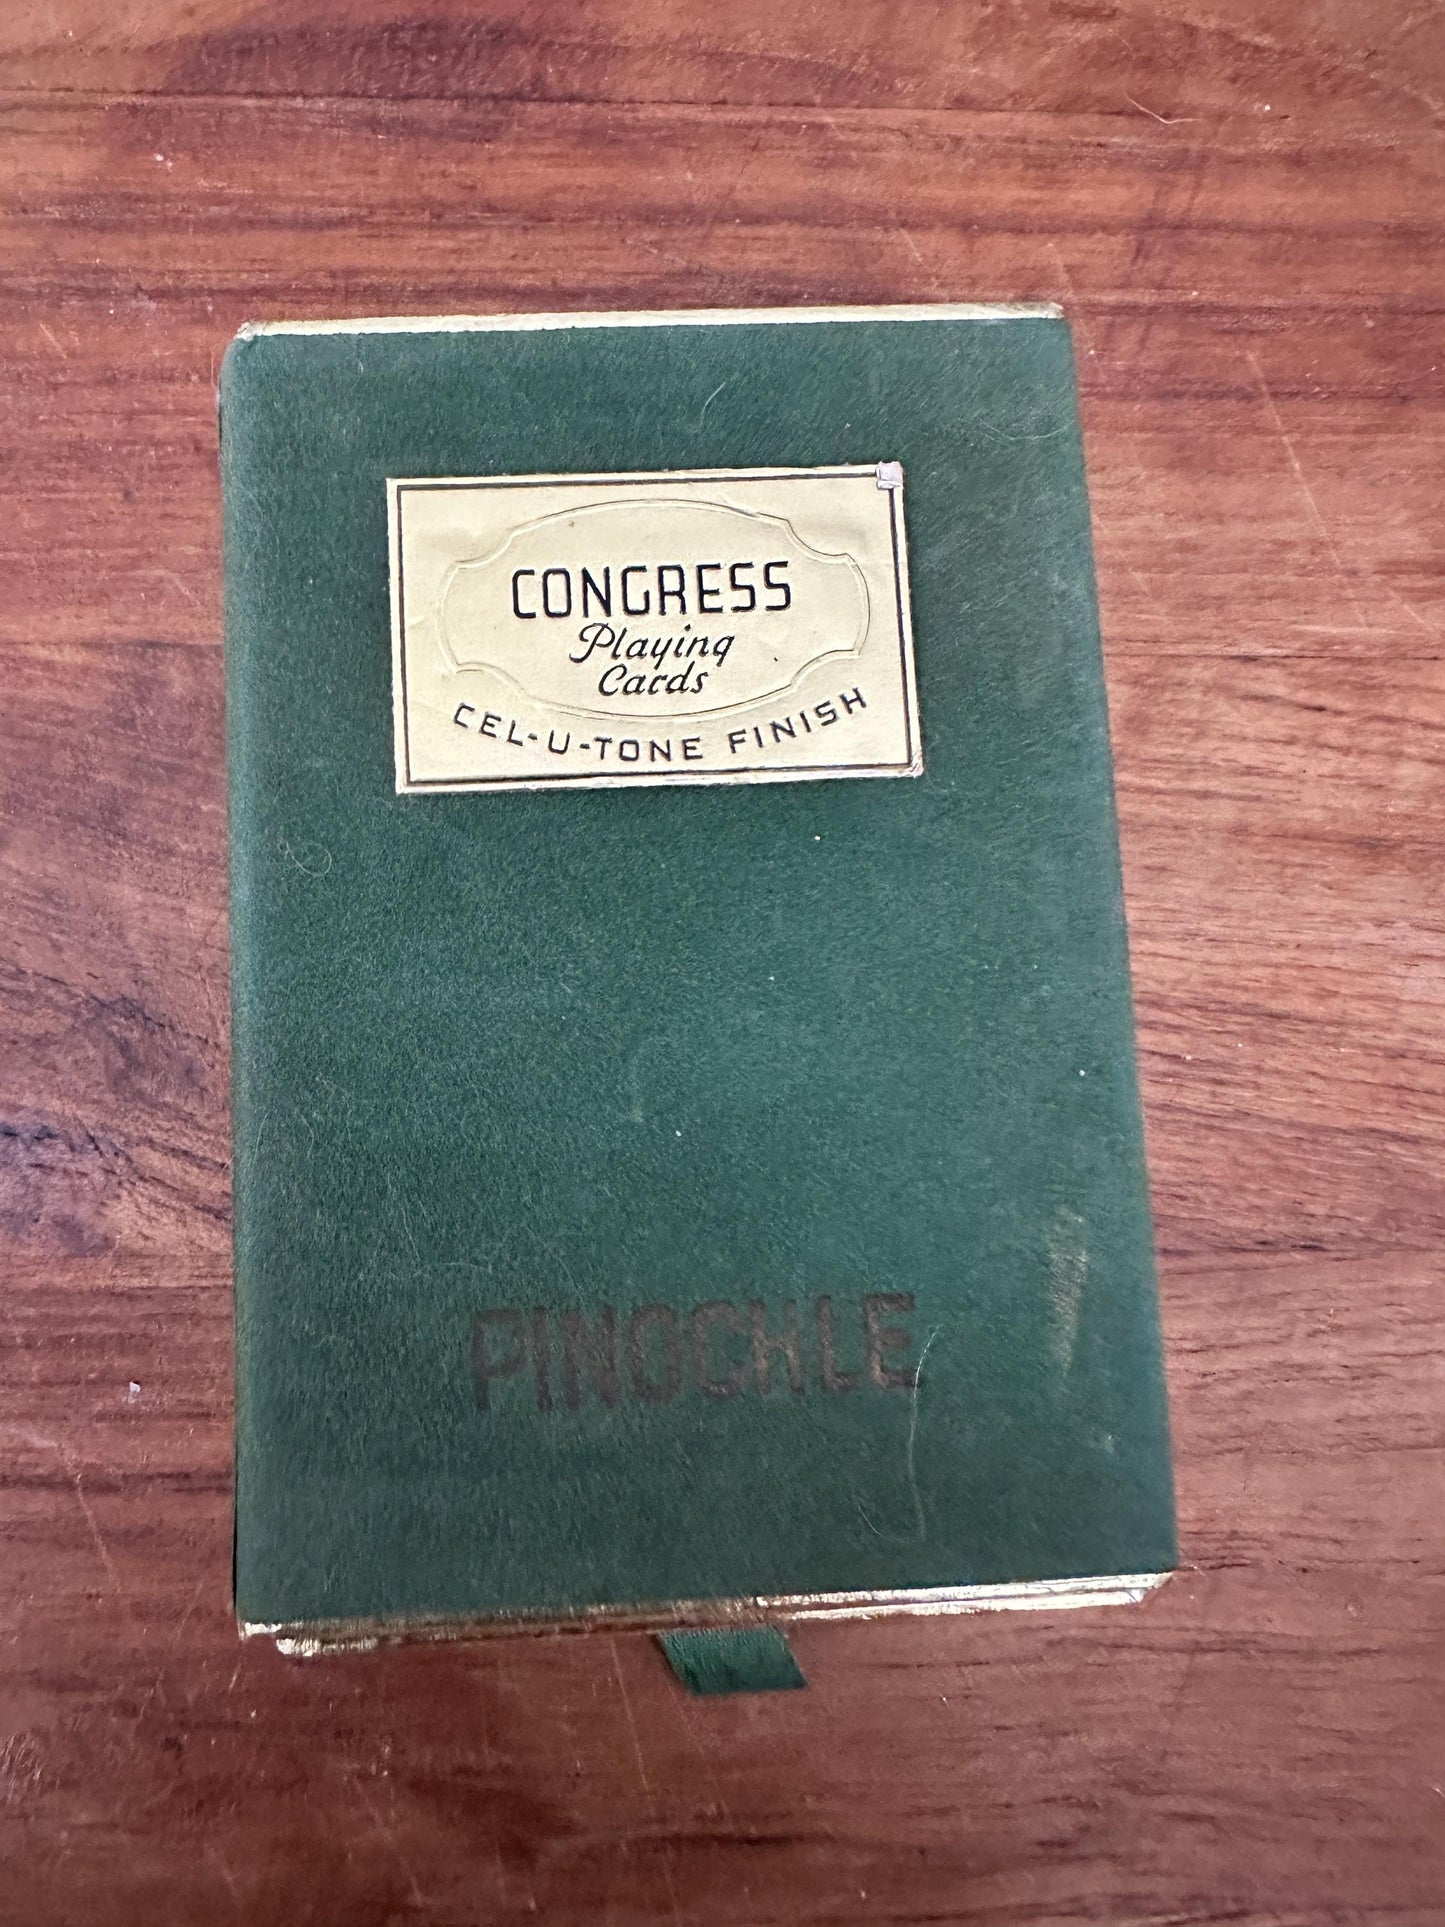 CONGRESS
Playing
Cards
CEL-U-TONE FINISH
PINOCHLE